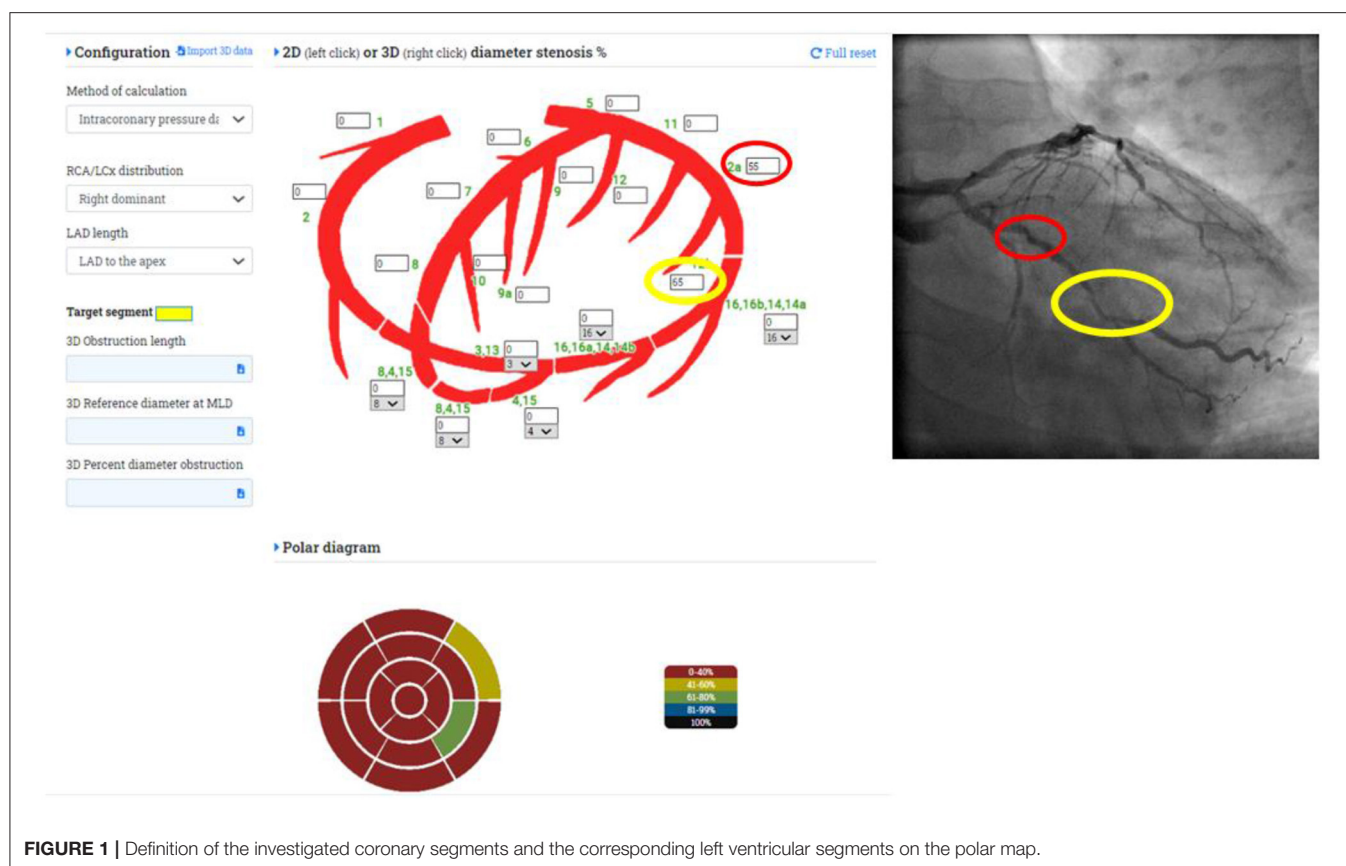 Configuration Import 3D data
2D (left click) or 3D (right click) diameter stenosis %
Full reset
Method of calculation
Intracoronary pressure da
RCA/LCx distribution
Right dominant
LAD length
LAD to the apex
Target segment
3D Obstruction length
3D Reference diameter at MLD
3D Percent diameter obstruction
5 0
0 1
11 0
0 6
2a 55
0
9
12
0
0 7
0
2
0 8
0
10
9a 0
65
16,16b,14,14a
0
16
0
16
16,16a,14,14b
3,13 0
3
8,4,15
0
8
8,4,15
0
8
4,15
0
4
Polar diagram
0-40%
41-60%
61-80%
81-99%
100%
FIGURE 1 | Definition of the investigated coronary segments and the corresponding left ventricular segments on the polar map.